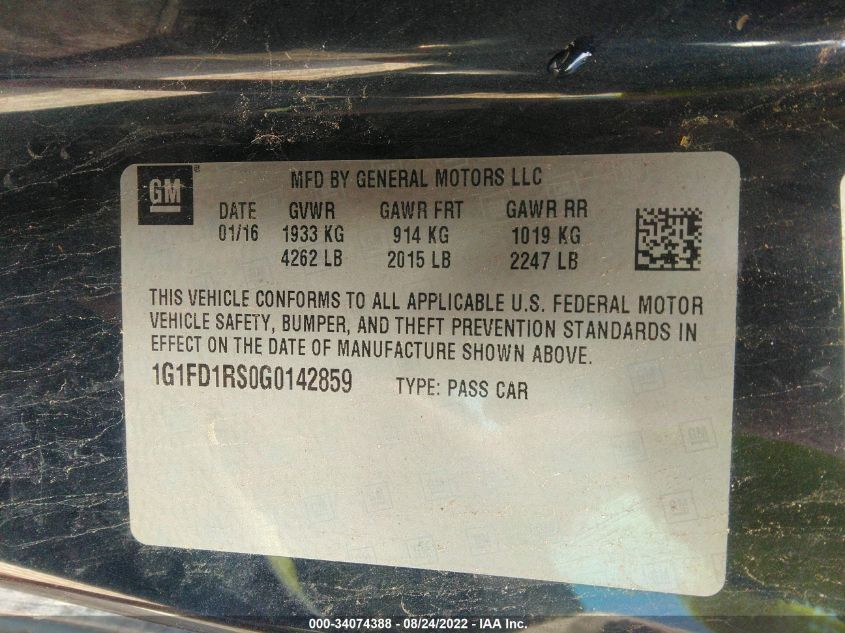 GM ®
MFD BY GENERAL MOTORS LLC
DATE GVWR GAWR FRT GAWR RR
01/16 1933 KG 914 KG 1019 KG
4262 LB 2015 LB 2247 LB
THIS VEHICLE CONFORMS TO ALL APPLICABLE U.S. FEDERAL MOTOR
VEHICLE SAFETY, BUMPER, AND THEFT PREVENTION STANDARDS IN
EFFECT ON THE DATE OF MANUFACTURE SHOWN ABOVE.
1G1FD1RS0G0142859 TYPE: PASS CAR
000-34074388 - 08/24/2022 - IAA Inc.